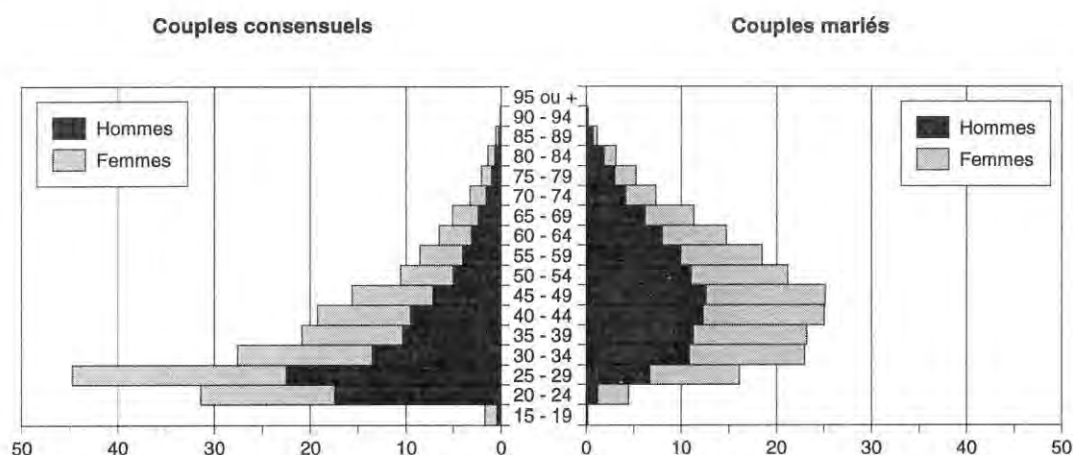 Couples consensuels
Couples mariés
Hommes
Femmes
Hommes
Femmes
95 ou +
90 - 94
85 - 89
80 - 84
75 - 79
70 - 74
65 - 69
60 - 64
55 - 59
50 - 54
45 - 49
40 - 44
35 - 39
30 - 34
25 - 29
20 - 24
15 - 19
50 40 30 20 10 0
0 10 20 30 40 50